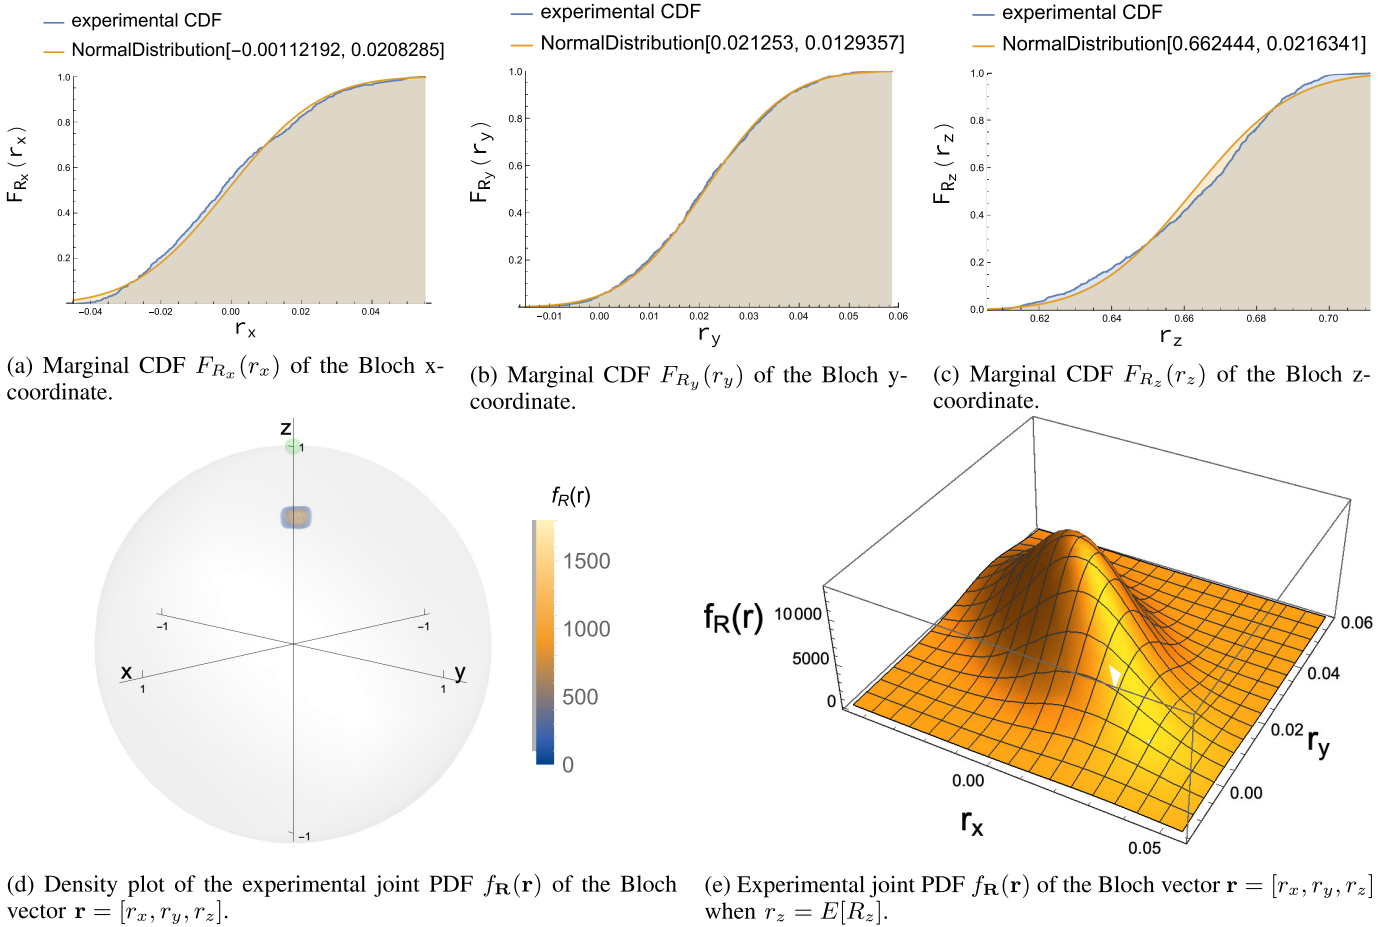 experimental CDF
NormalDistribution[−0.00112192, 0.0208285]
F_{R_x}(r_x)
1.0
0.8
0.6
0.4
0.2
−0.04
−0.02
0.00
0.02
0.04
r_x
(a) Marginal CDF F_{R_x}(r_x) of the Bloch x-
coordinate.
experimental CDF
NormalDistribution[0.021253, 0.0129357]
F_{R_y}(r_y)
1.0
0.8
0.6
0.4
0.2
0.0
−0.01
0.00
0.01
0.02
0.03
0.04
0.05
0.06
r_y
(b) Marginal CDF F_{R_y}(r_y) of the Bloch y-
coordinate.
experimental CDF
NormalDistribution[0.662444, 0.0216341]
F_{R_z}(r_z)
1.0
0.8
0.6
0.4
0.2
0.0
0.62
0.64
0.66
0.68
0.70
r_z
(c) Marginal CDF F_{R_z}(r_z) of the Bloch z-
coordinate.
z
1
−1
−1
x
1
1
y
−1
f_R(r)
1500
1000
500
0
(d) Density plot of the experimental joint PDF f_R(r) of the Bloch
vector r = [r_x, r_y, r_z].
f_R(r)
10000
5000
0
0.00
0.05
r_x
0.06
0.04
0.02
0.00
r_y
(e) Experimental joint PDF f_R(r) of the Bloch vector r = [r_x, r_y, r_z]
when r_z = E[R_z].